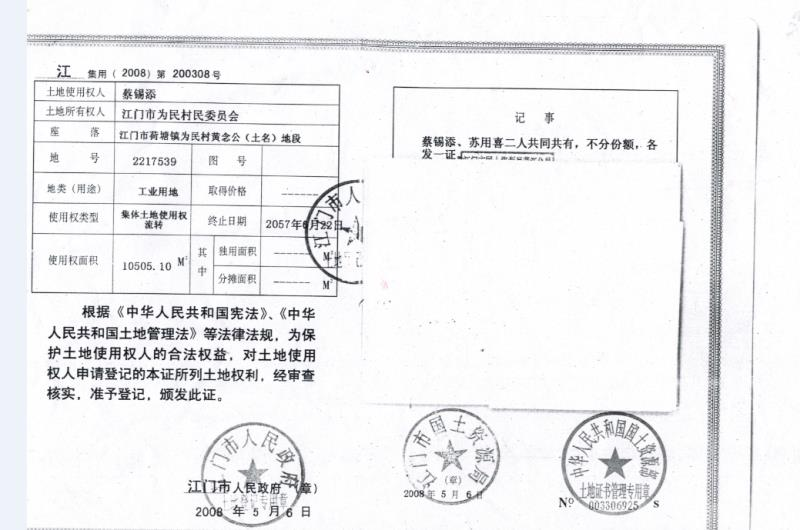 江 集用（2008）第 200308号
土地使用权人 蔡锡添
土地所有权人 江门市为民村民委员会
座 落 江门市荷塘镇为民村黄念公（土名）地段
地 号 2217539 图 号
地类（用途） 工业用地 取得价格 ------
使用权类型 集体土地使用权流转 终止日期 2057年6月22日
使用权面积 10505.10 M² 其中 独用面积 ------ M²
分摊面积 ------ M²
根据《中华人民共和国宪法》、《中华
人民共和国土地管理法》等法律法规，为保
护土地使用权人的合法权益，对土地使用
权人申请登记的本证所列土地权利，经审查
核实，准予登记，颁发此证。
江门市人民政府
江门市人民政府 （章）
2008 年 5 月 6 日
记 事
蔡锡添、苏用喜二人共同共有，不分份额，各
发一证
江门市人
江门市国土资源局
（章）
2008 年 5 月 6 日
中华人民共和国国土资源部
土地证书管理专用章
Nº 003306925 s